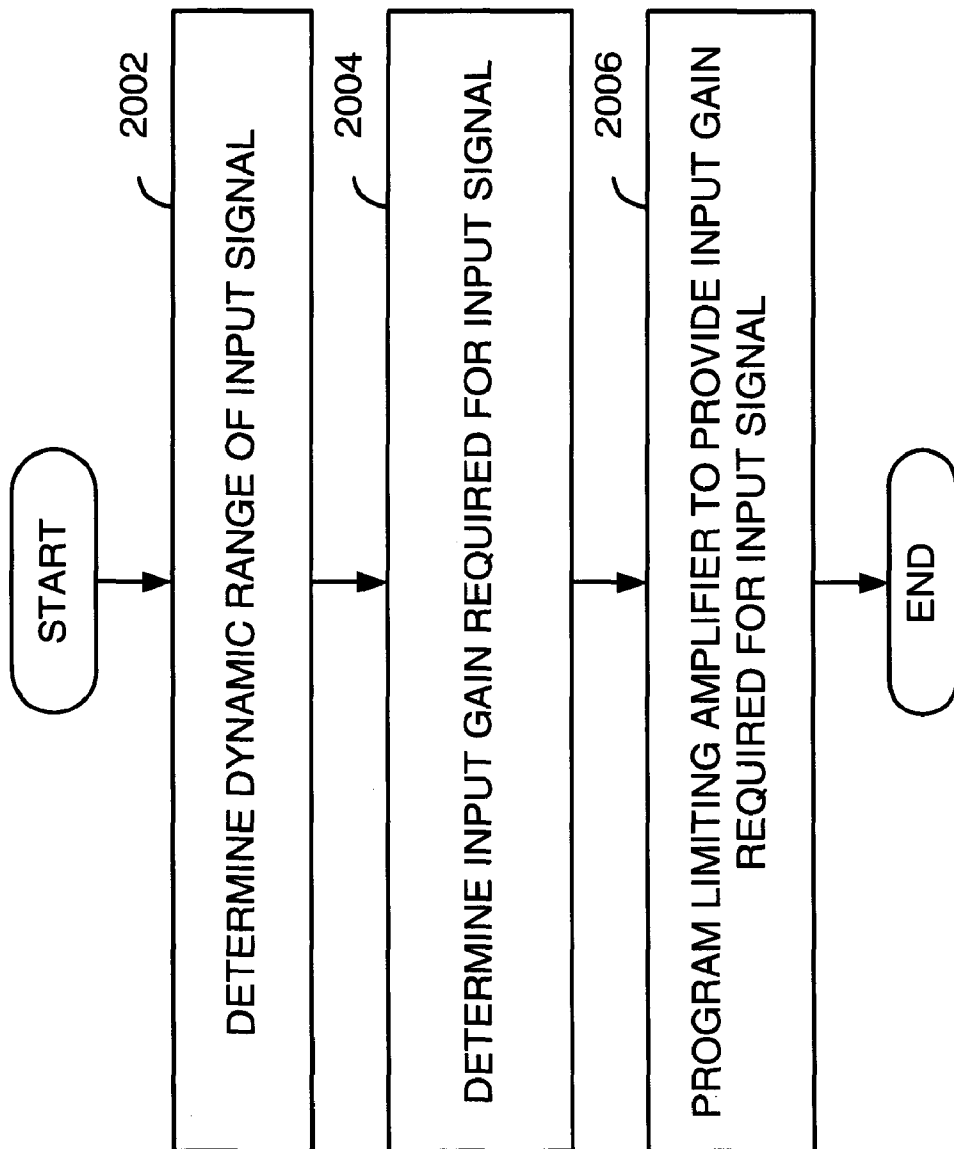 START
2002
DETERMINE DYNAMIC RANGE OF INPUT SIGNAL
2004
DETERMINE INPUT GAIN REQUIRED FOR INPUT SIGNAL
2006
PROGRAM LIMITING AMPLIFIER TO PROVIDE INPUT GAIN
REQUIRED FOR INPUT SIGNAL
END